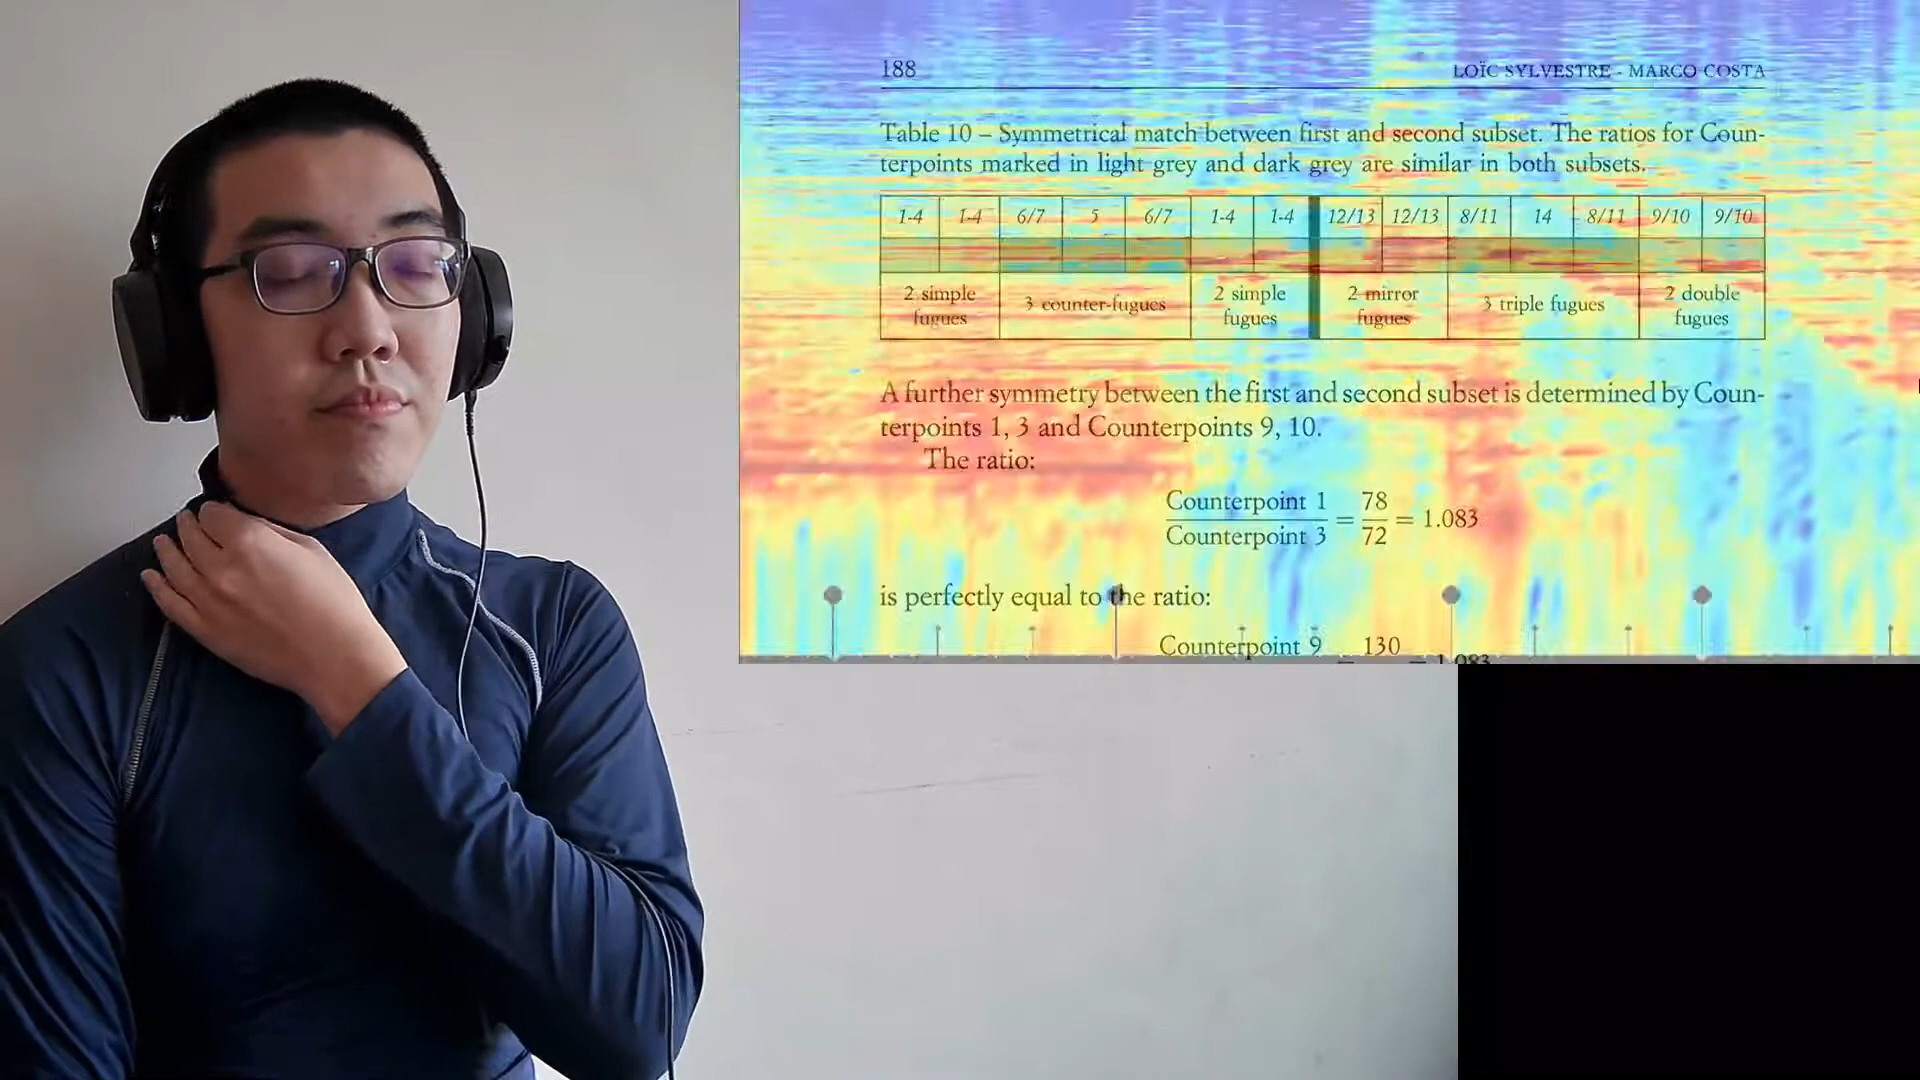 188 LOÏC SYLVESTRE - MARCO COSTA
Table 10 – Symmetrical match between first and second subset. The ratios for Coun-
terpoints marked in light grey and dark grey are similar in both subsets.
1-4 1-4 6/7 5 6/7 1-4 1-4 12/13 12/13 8/11 14 8/11 9/10 9/10
2 simple fugues 3 counter-fugues 2 simple fugues 2 mirror fugues 3 triple fugues 2 double fugues
A further symmetry between the first and second subset is determined by Coun-
terpoints 1, 3 and Counterpoints 9, 10.
The ratio:
Counterpoint 1 / Counterpoint 3 = 78 / 72 = 1.083
is perfectly equal to the ratio:
Counterpoint 9 = 130 = 1.083